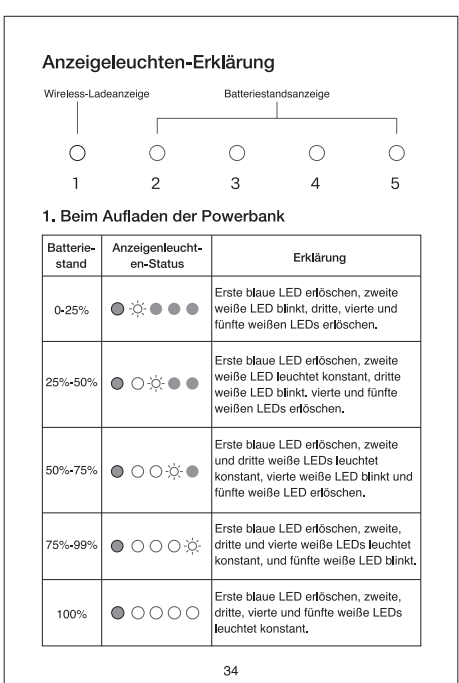 Anzeigeleuchten-Erklärung
Wireless-Ladeanzeige Batteriestandsanzeige
1 2 3 4 5
1. Beim Aufladen der Powerbank
Batterie-
stand
Anzeigenleucht-
en-Status
Erklärung
0-25%
Erste blaue LED erlöschen, zweite
weiße LED blinkt, dritte, vierte und
fünfte weißen LEDs erlöschen.
25%-50%
Erste blaue LED erlöschen, zweite
weiße LED leuchtet konstant, dritte
weiße LED blinkt. vierte und fünfte
weißen LEDs erlöschen.
50%-75%
Erste blaue LED erlöschen, zweite
und dritte weiße LEDs leuchtet
konstant, vierte weiße LED blinkt und
fünfte weiße LED erlöschen.
75%-99%
Erste blaue LED erlöschen, zweite,
dritte und vierte weiße LEDs leuchtet
konstant, und fünfte weiße LED blinkt.
100%
Erste blaue LED erlöschen, zweite,
dritte, vierte und fünfte weiße LEDs
leuchtet konstant.
34